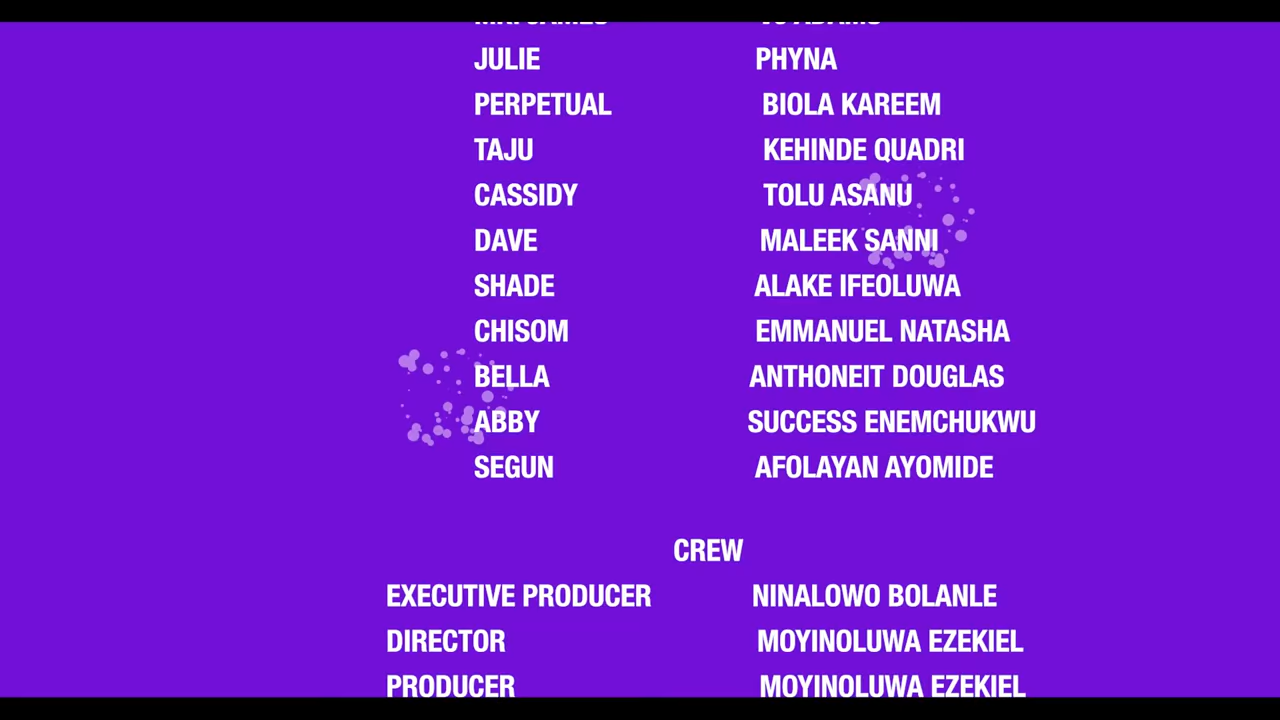 JULIE PHYNA
PERPETUAL BIOLA KAREEM
TAJU KEHINDE QUADRI
CASSIDY TOLU ASANU
DAVE MALEEK SANNI
SHADE ALAKE IFEOLUWA
CHISOM EMMANUEL NATASHA
BELLA ANTHONEIT DOUGLAS
ABBY SUCCESS ENEMCHUKWU
SEGUN AFOLAYAN AYOMIDE
CREW
EXECUTIVE PRODUCER NINALOWO BOLANLE
DIRECTOR MOYINOLUWA EZEKIEL
PRODUCER MOYINOLUWA EZEKIEL